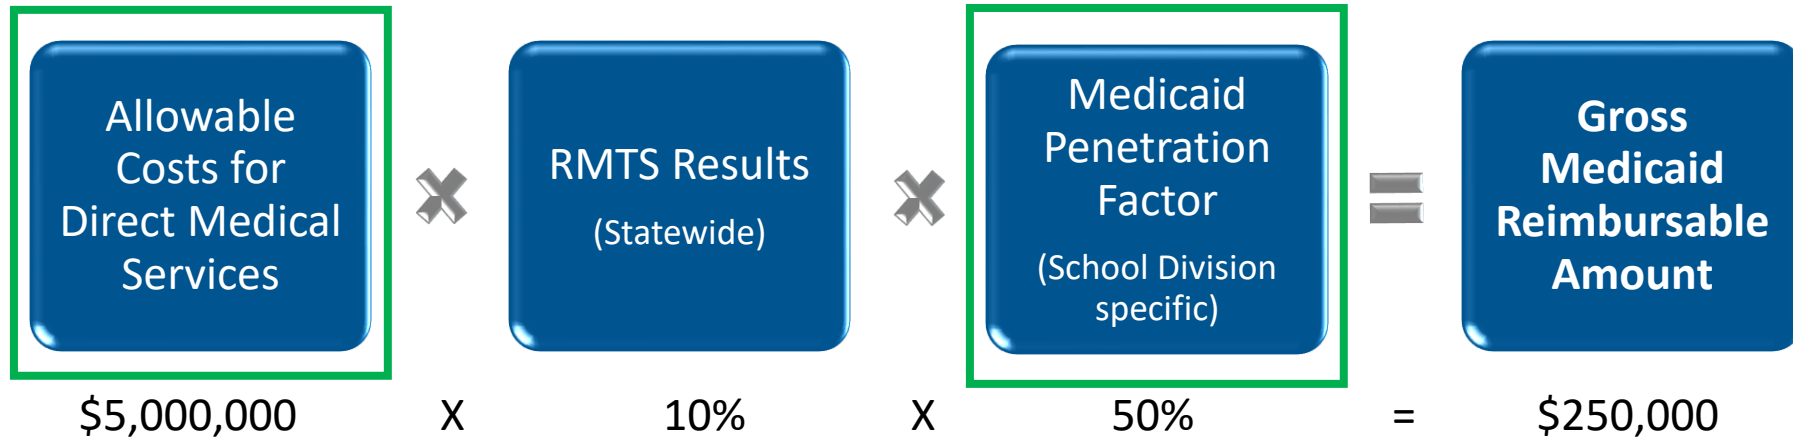 Allowable
Costs for
Direct Medical
Services
RMTS Results
(Statewide)
Medicaid
Penetration
Factor
(School Division
specific)
Gross
Medicaid
Reimbursable
Amount
$5,000,000 X 10% X 50% = $250,000